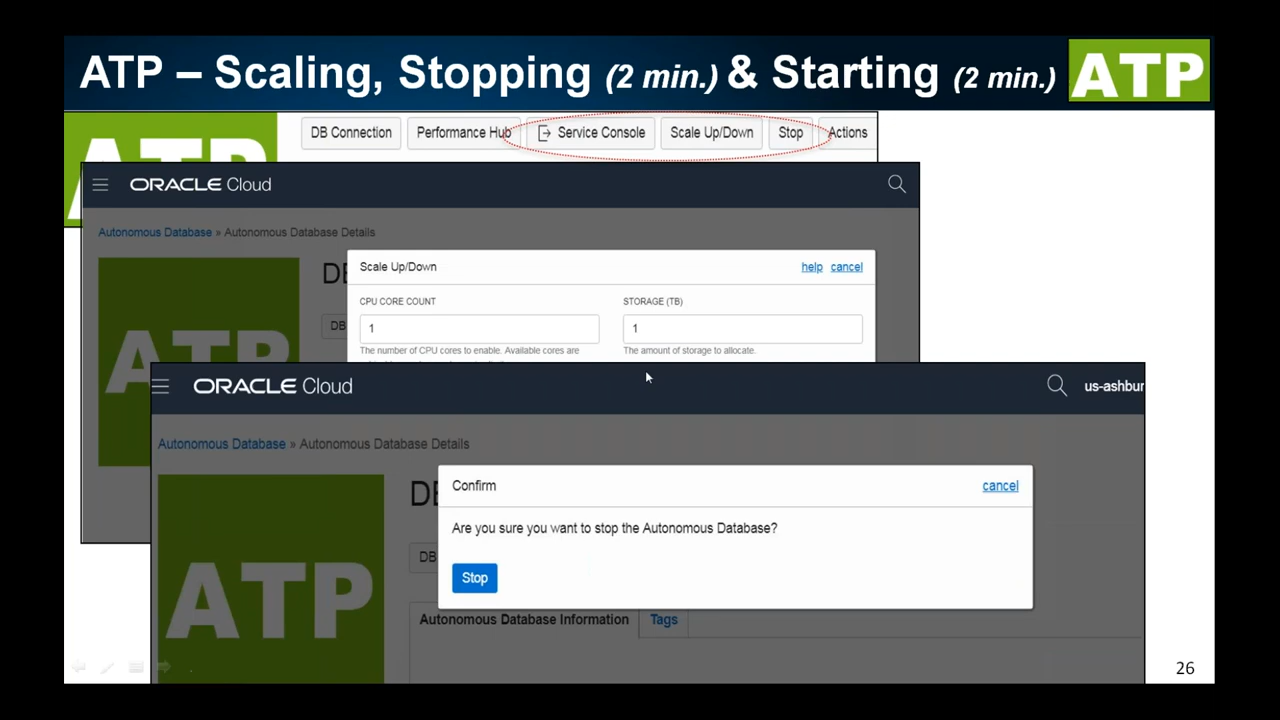 ATP – Scaling, Stopping (2 min.) & Starting (2 min.)
ATP
DB Connection
Performance Hub
Service Console
Scale Up/Down
Stop
Actions
ORACLE Cloud
Autonomous Database » Autonomous Database Details
Scale Up/Down
help cancel
CPU CORE COUNT
STORAGE (TB)
1
1
The number of CPU cores to enable. Available cores are
The amount of storage to allocate.
DB
ATP
ORACLE Cloud
us-ashbur
Autonomous Database » Autonomous Database Details
Confirm
cancel
Are you sure you want to stop the Autonomous Database?
DB
Stop
ATP
Autonomous Database Information
Tags
26